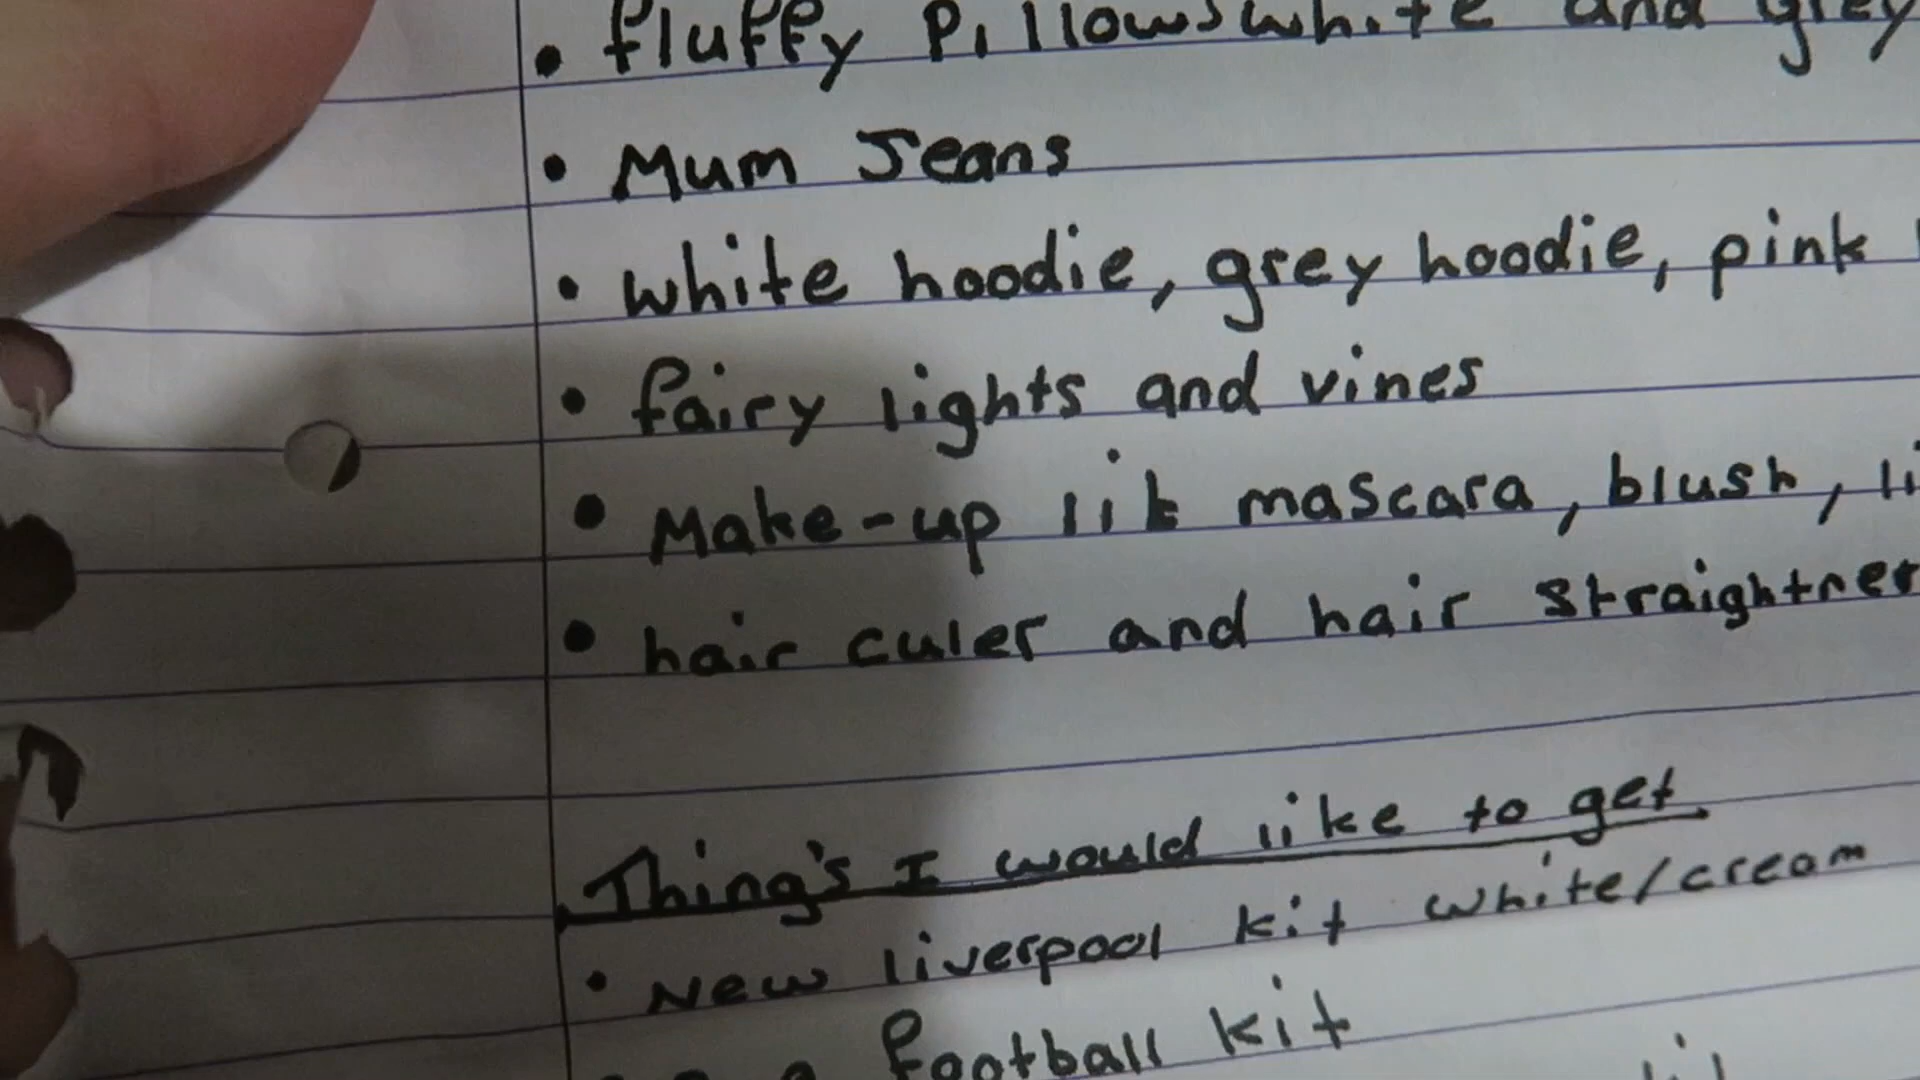 • fluffy Pillows white and grey
• Mum Jeans
• white hoodie, grey hoodie, pink
• fairy lights and vines
• Make-up lik mascara, blush,
• hair culer and hair straightner
Thing's I would like to get
• New liverpool kit white/cream
football kit